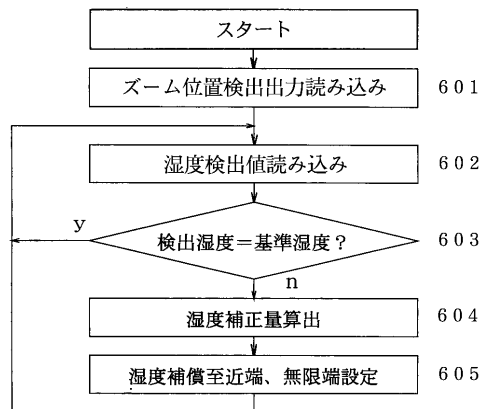 スタート
ズーム位置検出出力読み込み 601
湿度検出値読み込み 602
y
検出湿度＝基準湿度？ 603
n
湿度補正量算出 604
湿度補償至近端、無限端設定 605